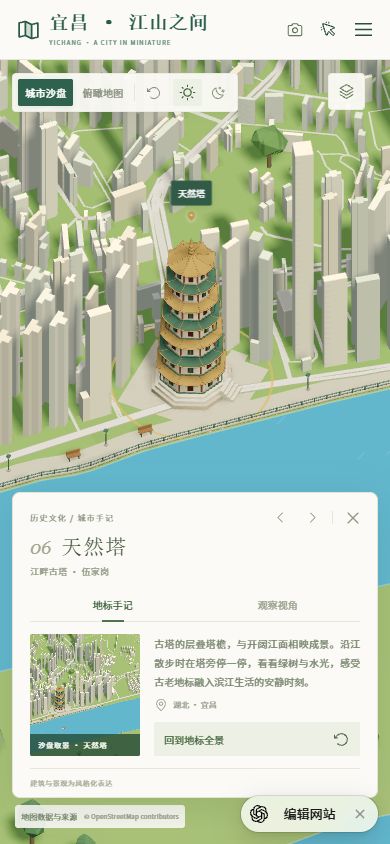 宜昌 · 江山之间
YICHANG · A CITY IN MINIATURE
城市沙盘 俯瞰地图
天然塔
历史文化 / 城市手记
06 天然塔
江畔古塔 · 伍家岗
地标手记 观察视角
古塔的层叠塔檐，与开阔江面相映成景。沿江
散步时在塔旁停一停，看看绿树与水光，感受
古老地标融入滨江生活的安静时刻。
湖北 · 宜昌
沙盘取景 · 天然塔
回到地标全景
建筑与景观为风格化表达
地图数据与来源 © OpenStreetMap contributors
编辑网站